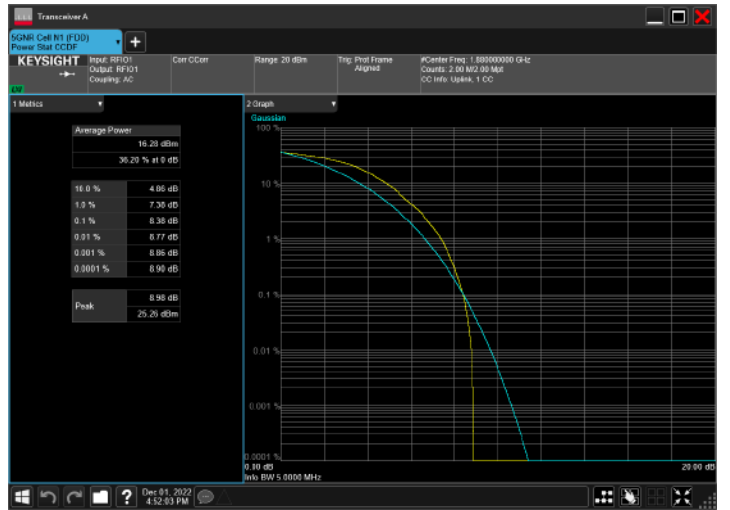 Transceiver A
5GNR Cell N1 (FDD)
Power Stat CCDF
KEYSIGHT
Input: RFIO1
Output: RFIO1
Coupling: AC
Corr CCorr
Range: 20 dBm
Trig: Prot Frame
Aligned
#Center Freq: 1.880000000 GHz
Counts: 2.00 M/2.00 Mpt
CC Info: Uplink, 1 CC
1 Metrics
Average Power
16.28 dBm
36.20 % at 0 dB
10.0 % 4.86 dB
1.0 % 7.38 dB
0.1 % 8.38 dB
0.01 % 8.77 dB
0.001 % 8.86 dB
0.0001 % 8.90 dB
Peak
8.98 dB
25.26 dBm
2 Graph
Gaussian
100 %
10 %
1 %
0.1 %
0.01 %
0.001 %
0.0001 %
0.00 dB
20.00 dB
Info BW 5.0000 MHz
?
Dec 01, 2022
4:52:03 PM